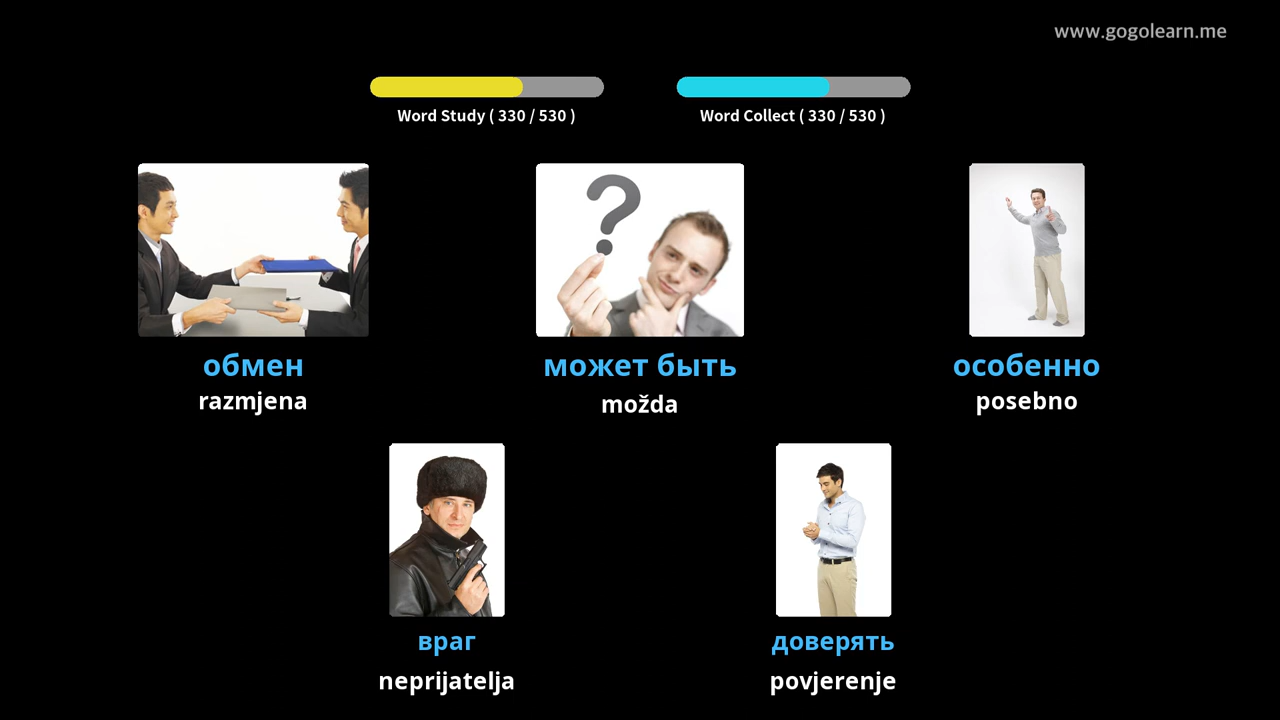 www.gogolearn.me
Word Study ( 330 / 530 )
Word Collect ( 330 / 530 )
обмен
может быть
особенно
razmjena
možda
posebno
враг
доверять
neprijatelja
povjerenje